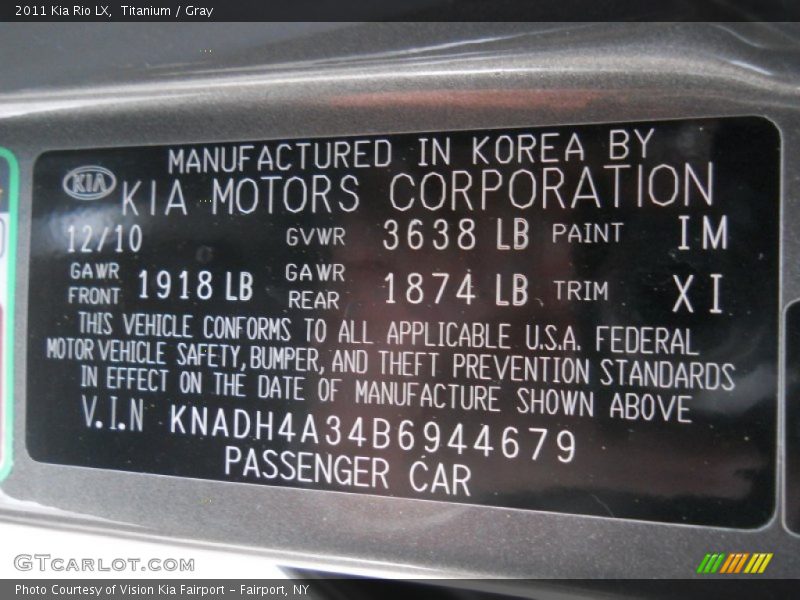 2011 Kia Rio LX, Titanium / Gray
MANUFACTURED IN KOREA BY
KIA KIA MOTORS CORPORATION
12/10 GVWR 3638 LB PAINT IM
GAWR FRONT 1918 LB GAWR REAR 1874 LB TRIM XI
THIS VEHICLE CONFORMS TO ALL APPLICABLE U.S.A. FEDERAL
MOTOR VEHICLE SAFETY, BUMPER, AND THEFT PREVENTION STANDARDS
IN EFFECT ON THE DATE OF MANUFACTURE SHOWN ABOVE
V.I.N KNADH4A34B6944679
PASSENGER CAR
GTCARLOT.COM
Photo Courtesy of Vision Kia Fairport - Fairport, NY